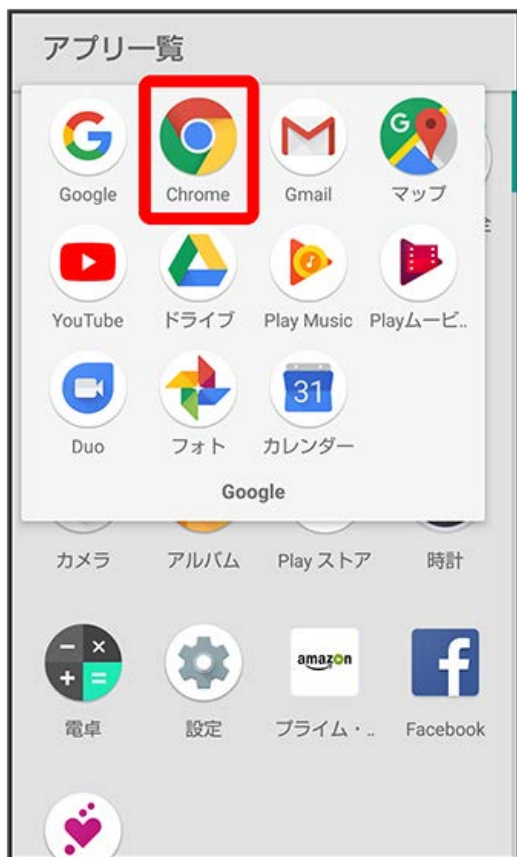 アプリ一覧
Google Chrome Gmail マップ
YouTube ドライブ Play Music Playムービ..
Duo フォト カレンダー
31
Google
カメラ アルバム Play ストア 時計
amazon
電卓 設定 プライム・.. Facebook